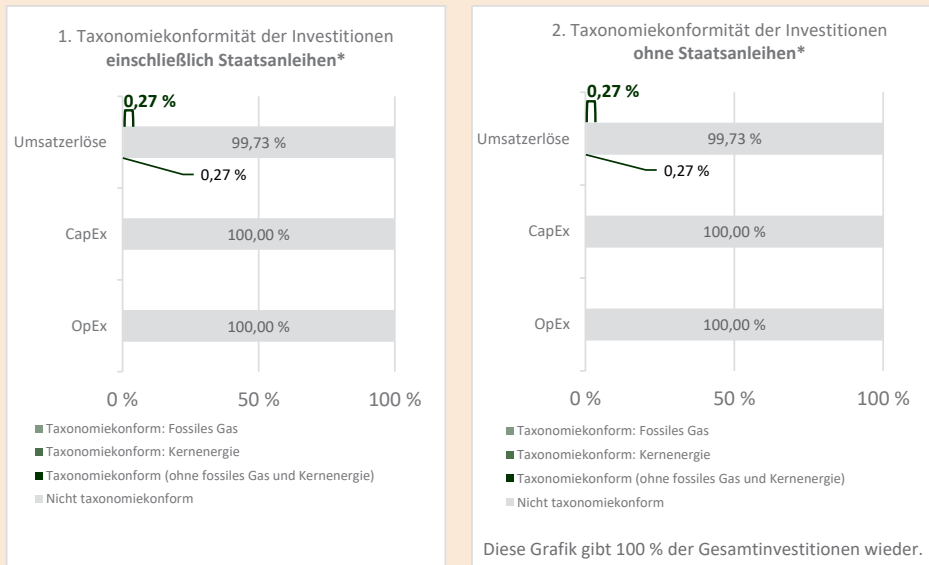 1. Taxonomiekonformität der Investitionen
einschließlich Staatsanleihen*
0,27 %
Umsatzerlöse
99,73 %
0,27 %
CapEx
100,00 %
OpEx
100,00 %
0 %
50 %
100 %
Taxonomiekonform: Fossiles Gas
Taxonomiekonform: Kernenergie
Taxonomiekonform (ohne fossiles Gas und Kernenergie)
Nicht taxonomiekonform
2. Taxonomiekonformität der Investitionen
ohne Staatsanleihen*
0,27 %
Umsatzerlöse
99,73 %
0,27 %
CapEx
100,00 %
OpEx
100,00 %
0 %
50 %
100 %
Taxonomiekonform: Fossiles Gas
Taxonomiekonform: Kernenergie
Taxonomiekonform (ohne fossiles Gas und Kernenergie)
Nicht taxonomiekonform
Diese Grafik gibt 100 % der Gesamtinvestitionen wieder.